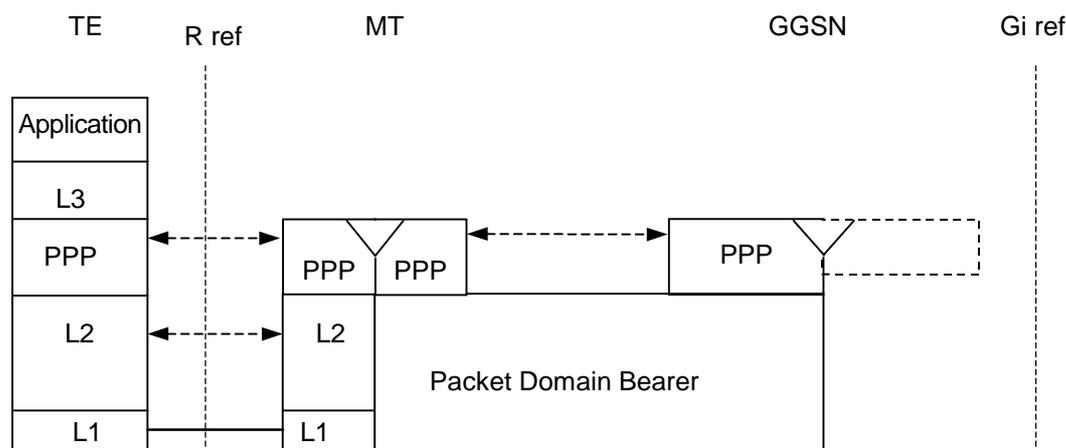 TE
R ref
MT
GGSN
Gi ref
Application
L3
PPP
PPP
PPP
PPP
L2
L2
Packet Domain Bearer
L1
L1